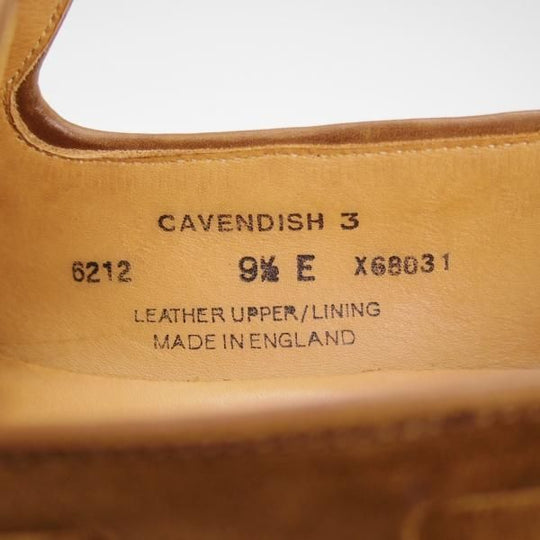 CAVENDISH 3
6212 9½ E X68031
LEATHER UPPER/LINING
MADE IN ENGLAND